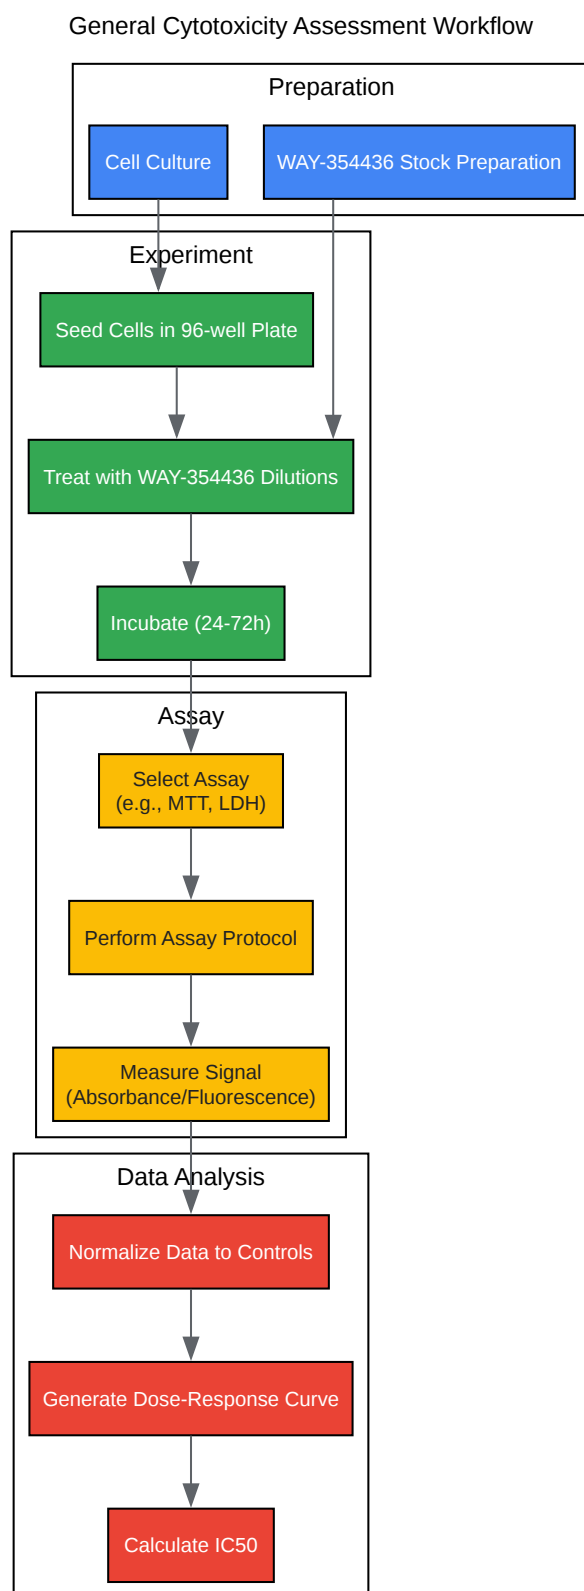 General Cytotoxicity Assessment Workflow
Preparation
Cell Culture
WAY-354436 Stock Preparation
Experiment
Seed Cells in 96-well Plate
Treat with WAY-354436 Dilutions
Incubate (24-72h)
Assay
Select Assay
(e.g., MTT, LDH)
Perform Assay Protocol
Measure Signal
(Absorbance/Fluorescence)
Data Analysis
Normalize Data to Controls
Generate Dose-Response Curve
Calculate IC50